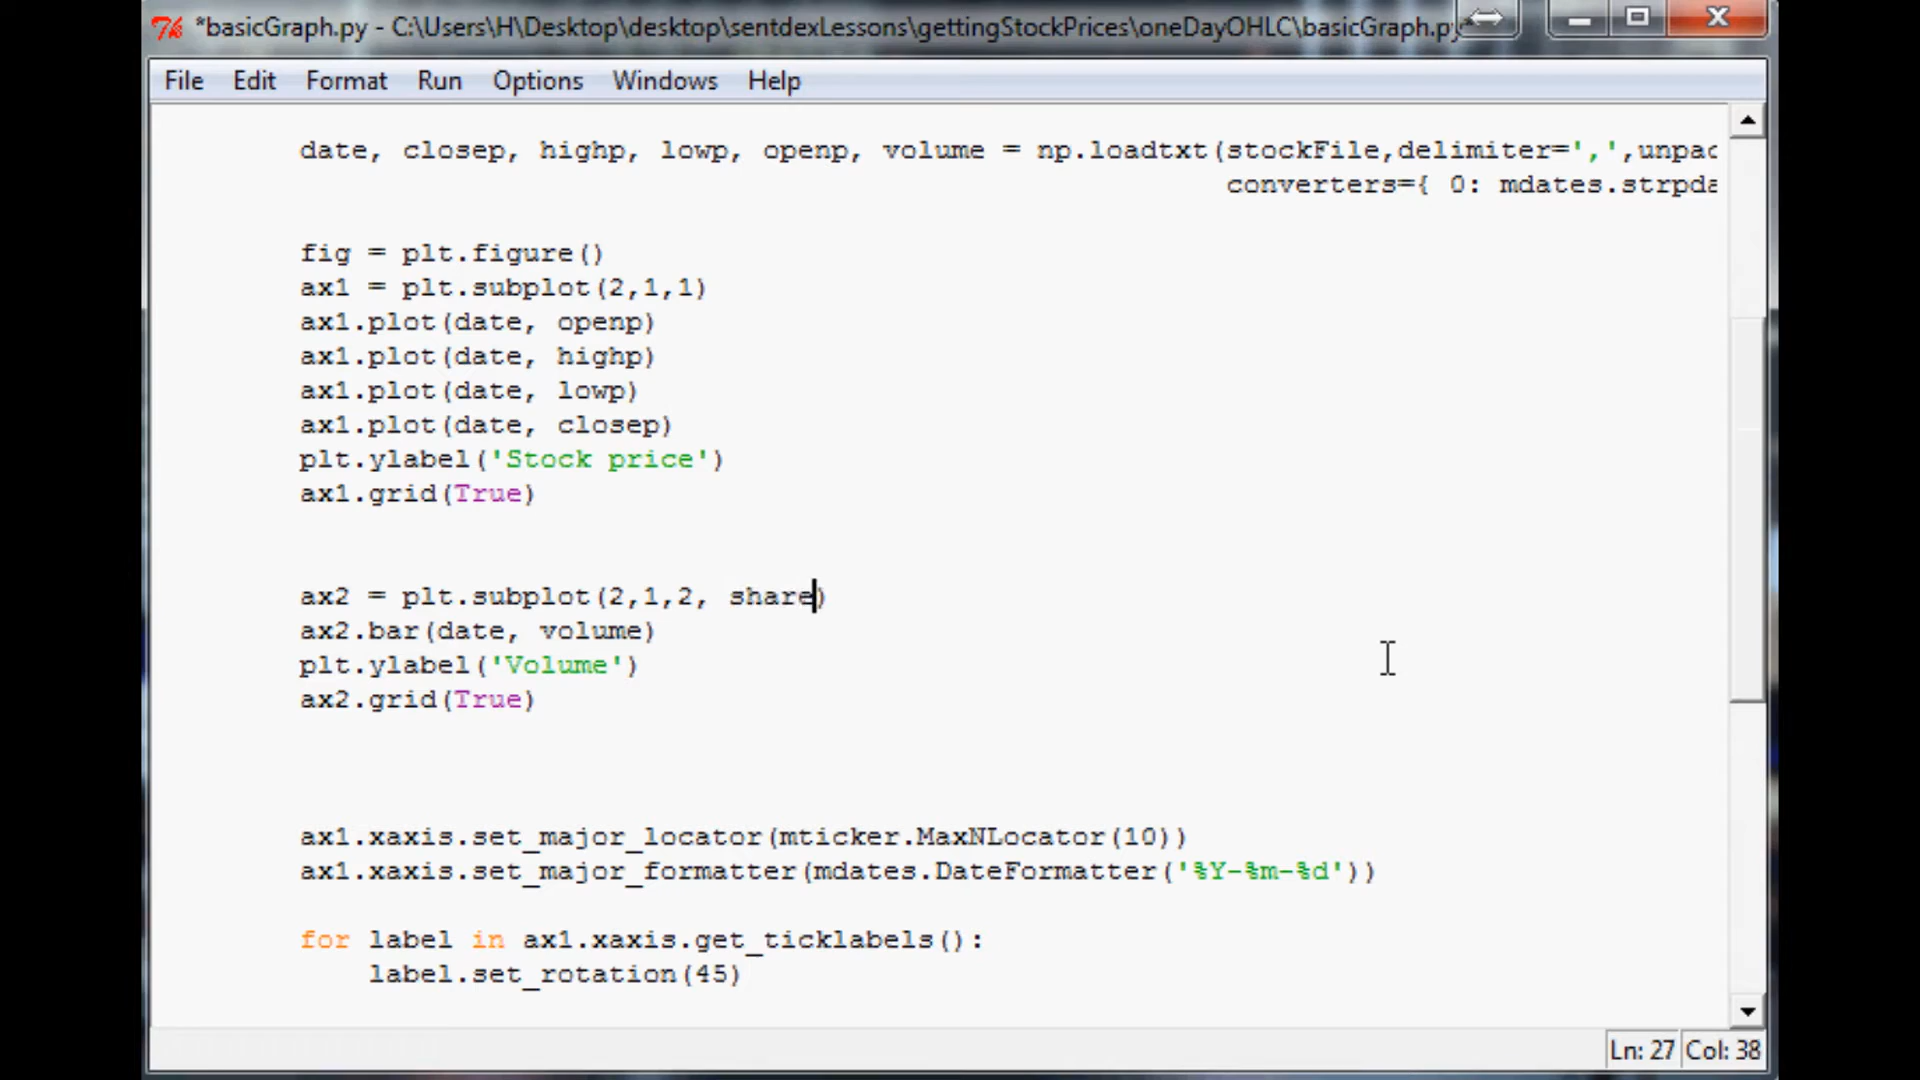 *basicGraph.py - C:\Users\H\Desktop\desktop\sentdexLessons\gettingStockPrices\oneDayOHLC\basicGraph.py*
File Edit Format Run Options Windows Help
date, closep, highp, lowp, openp, volume = np.loadtxt(stockFile,delimiter=',',unpac
converters={ 0: mdates.strpda
fig = plt.figure()
ax1 = plt.subplot(2,1,1)
ax1.plot(date, openp)
ax1.plot(date, highp)
ax1.plot(date, lowp)
ax1.plot(date, closep)
plt.ylabel('Stock price')
ax1.grid(True)
ax2 = plt.subplot(2,1,2, share)
ax2.bar(date, volume)
plt.ylabel('Volume')
ax2.grid(True)
ax1.xaxis.set_major_locator(mticker.MaxNLocator(10))
ax1.xaxis.set_major_formatter(mdates.DateFormatter('%Y-%m-%d'))
for label in ax1.xaxis.get_ticklabels():
label.set_rotation(45)
Ln: 27 Col: 38